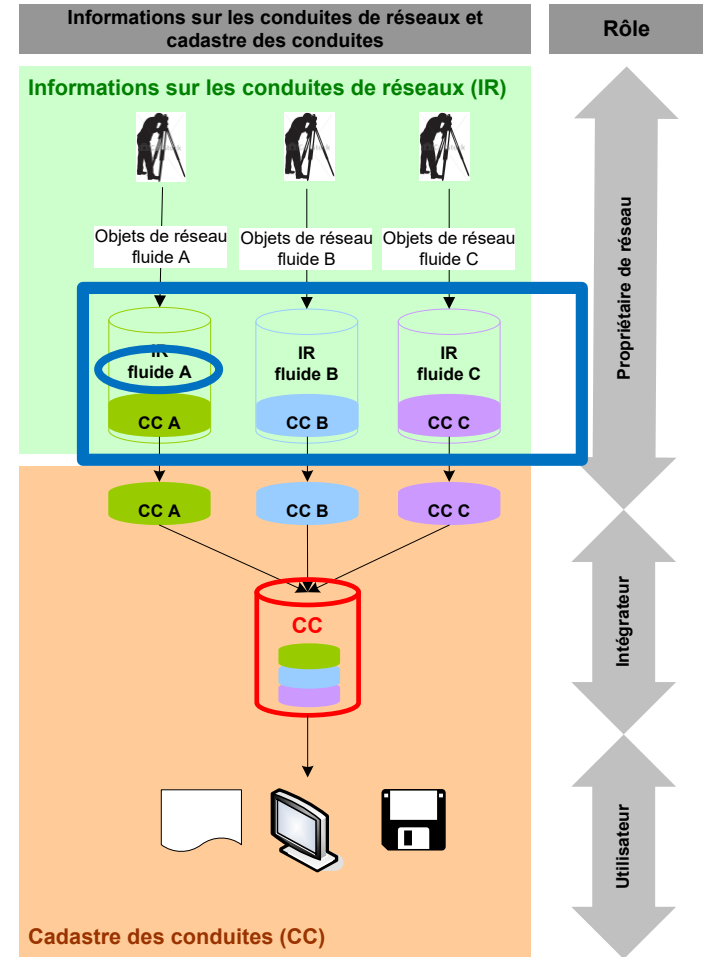 Informations sur les conduites de réseaux et
cadastre des conduites
Rôle
Informations sur les conduites de réseaux (IR)
Objets de réseau
fluide A
Objets de réseau
fluide B
Objets de réseau
fluide C
IR
fluide A
IR
fluide B
IR
fluide C
CC A
CC B
CC C
Propriétaire de réseau
CC A
CC B
CC C
CC
Intégrateur
Utilisateur
Cadastre des conduites (CC)